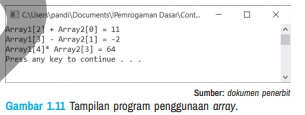 C:\Users\pandi\Documents\Pemrogaman Dasar\Cont...
Array1[2] + Array2[0] = 11
Array1[3] - Array2[1] = -2
Array1[4]* Array2[3] = 64
Press any key to continue . . .
Sumber: dokumen penerbit
Gambar 1.11 Tampilan program penggunaan array.